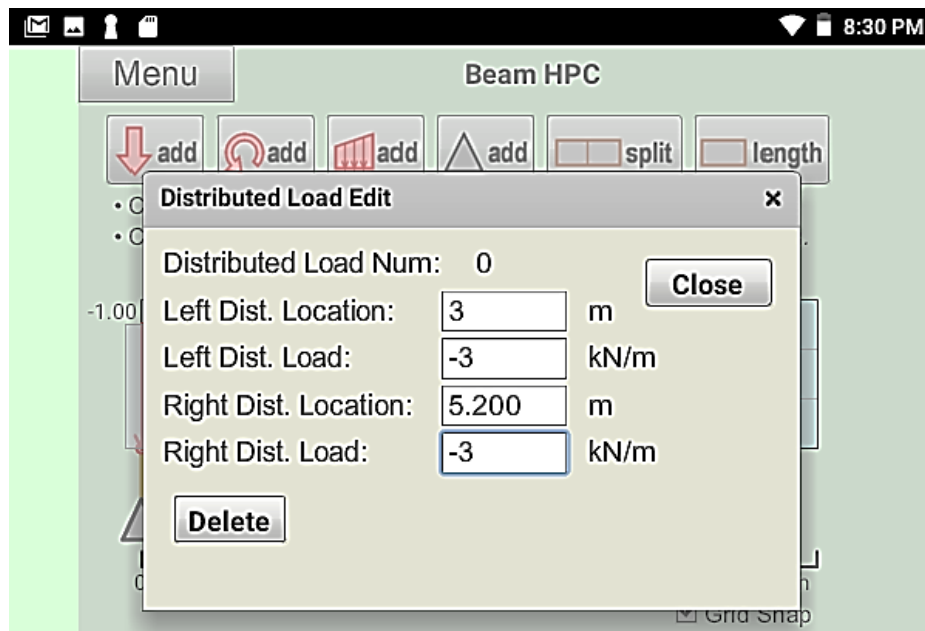 8:30 PM
Menu
Beam HPC
add add add add split length
Distributed Load Edit ×
Distributed Load Num: 0
Close
-1.00
Left Dist. Location: 3 m
Left Dist. Load: -3 kN/m
Right Dist. Location: 5.200 m
Right Dist. Load: -3 kN/m
Delete
Grid Snap